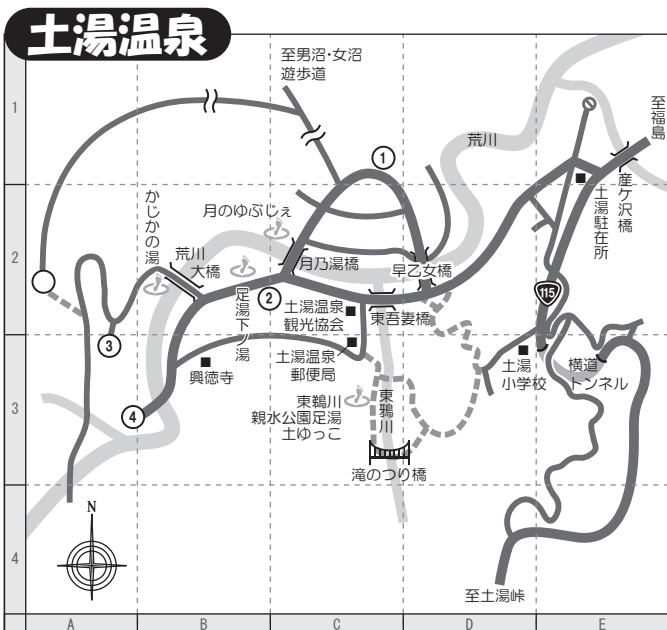 土湯温泉
至男沼・女沼
遊歩道
1
①
荒川
至福島
産ケ沢橋
土湯駐在所
かじかの湯
月のゆぶじぇ
荒川
大橋
2
月乃湯橋
早乙女橋
115
②
足湯下ノ湯
土湯温泉
観光協会
東吾妻橋
③
土湯温泉
郵便局
興徳寺
土湯
小学校
横道
トンネル
3
④
東鴉川
親水公園足湯
土ゆっこ
東鴉川
滝のつり橋
N
4
至土湯峠
A
B
C
D
E